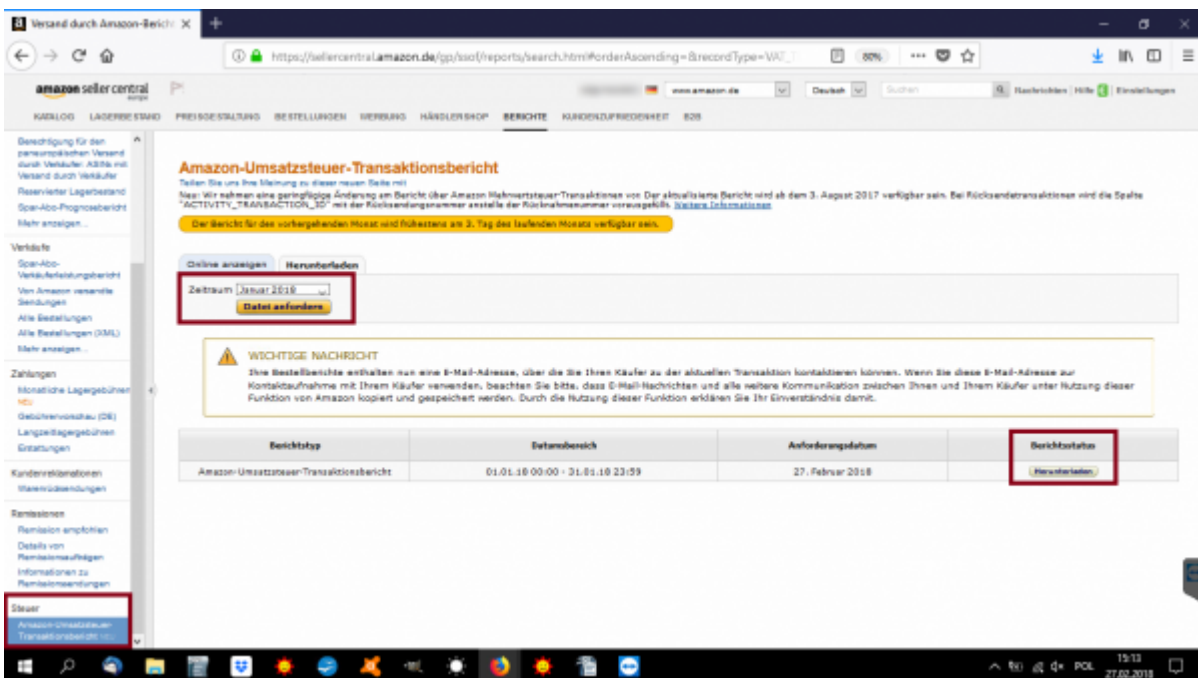 Versand durch Amazon-Berich
https://sellercentral.amazon.de/gp/ssof/reports/search.html#orderAscending=&recordType=VAT_T
80%
amazon seller central
europe
www.amazon.de
Deutsch
Suchen
Nachrichten | Hilfe | Einstellungen
KATALOG LAGERBESTAND PREISGESTALTUNG BESTELLUNGEN WERBUNG HÄNDLERSHOP BERICHTE KUNDENZUFRIEDENHEIT B2B
Berechtigung für den
paneuropäischen Versand
durch Verkäufer: ASINs mit
Versand durch Verkäufer
Reservierter Lagerbestand
Spar-Abo-Prognosebericht
Mehr anzeigen...
Verkäufe
Spar-Abo-
Verkäuferleistungsbericht
Von Amazon versandte
Sendungen
Alle Bestellungen
Alle Bestellungen (XML)
Mehr anzeigen...
Zahlungen
Monatliche Lagergebühren
NEU
Gebührenvorschau (DE)
Langzeitlagergebühren
Erstattungen
Kundenreklamationen
Warenrücksendungen
Remissionen
Remission empfohlen
Details von
Remissionsaufträgen
Informationen zu
Remissionsendungen
Steuer
Amazon-Umsatzsteuer-
Transaktionsbericht NEU
Amazon-Umsatzsteuer-Transaktionsbericht
Teilen Sie uns Ihre Meinung zu dieser neuen Seite mit
Neu: Wir nehmen eine geringfügige Änderung am Bericht über Amazon Mehrwertsteuer-Transaktionen vor. Der aktualisierte Bericht wird ab dem 3. August 2017 verfügbar sein. Bei Rücksendetransaktionen wird die Spalte
"ACTIVITY_TRANSACTION_ID" mit der Rücksendungsnummer anstelle der Rücknahmenummer vorausgefüllt. Weitere Informationen
Der Bericht für den vorhergehenden Monat wird frühestens am 3. Tag des laufenden Monats verfügbar sein.
Online anzeigen Herunterladen
Zeitraum Januar 2018
Datei anfordern
WICHTIGE NACHRICHT
Ihre Bestellberichte enthalten nun eine E-Mail-Adresse, über die Sie Ihren Käufer zu der aktuellen Transaktion kontaktieren können. Wenn Sie diese E-Mail-Adresse zur
Kontaktaufnahme mit Ihrem Käufer verwenden, beachten Sie bitte, dass E-Mail-Nachrichten und alle weitere Kommunikation zwischen Ihnen und Ihrem Käufer unter Nutzung dieser
Funktion von Amazon kopiert und gespeichert werden. Durch die Nutzung dieser Funktion erklären Sie Ihr Einverständnis damit.
Berichtstyp Datumsbereich Anforderungsdatum Berichtsstatus
Amazon-Umsatzsteuer-Transaktionsbericht 01.01.18 00:00 - 31.01.18 23:59 27. Februar 2018 Herunterladen
POL
15:13
27.02.2018